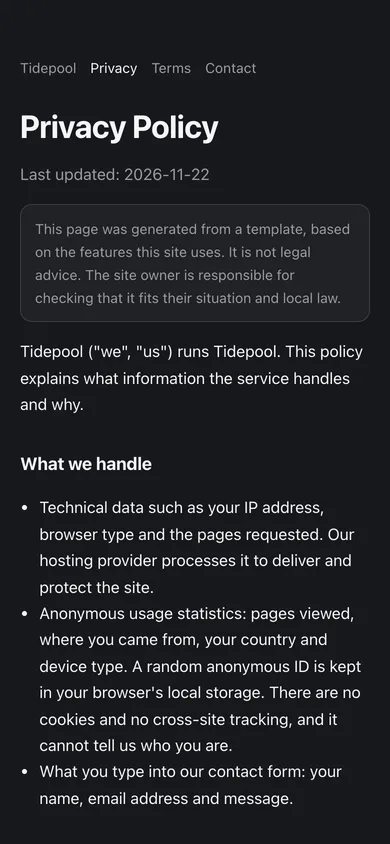 Tidepool Privacy Terms Contact
Privacy Policy
Last updated: 2026-11-22
This page was generated from a template, based
on the features this site uses. It is not legal
advice. The site owner is responsible for
checking that it fits their situation and local law.
Tidepool ("we", "us") runs Tidepool. This policy
explains what information the service handles
and why.
What we handle
• Technical data such as your IP address,
browser type and the pages requested. Our
hosting provider processes it to deliver and
protect the site.
• Anonymous usage statistics: pages viewed,
where you came from, your country and
device type. A random anonymous ID is kept
in your browser's local storage. There are no
cookies and no cross-site tracking, and it
cannot tell us who you are.
• What you type into our contact form: your
name, email address and message.